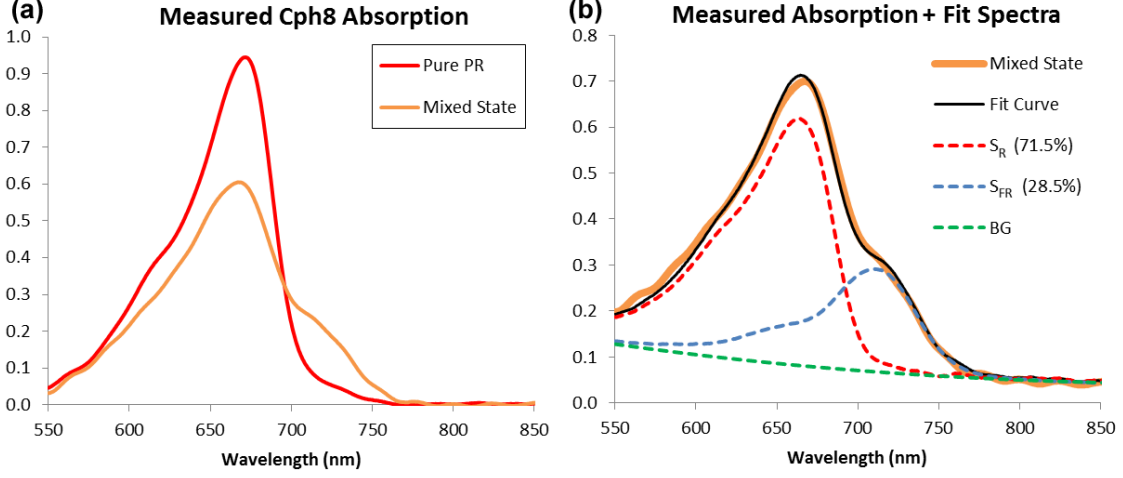 (a)
Measured Cph8 Absorption
1.0
0.9
0.8
0.7
0.6
0.5
0.4
0.3
0.2
0.1
0.0
550 600 650 700 750 800 850
Wavelength (nm)
Pure PR
Mixed State
(b)
Measured Absorption + Fit Spectra
0.8
0.7
0.6
0.5
0.4
0.3
0.2
0.1
0.0
550 600 650 700 750 800 850
Wavelength (nm)
Mixed State
Fit Curve
SR (71.5%)
SFR (28.5%)
BG